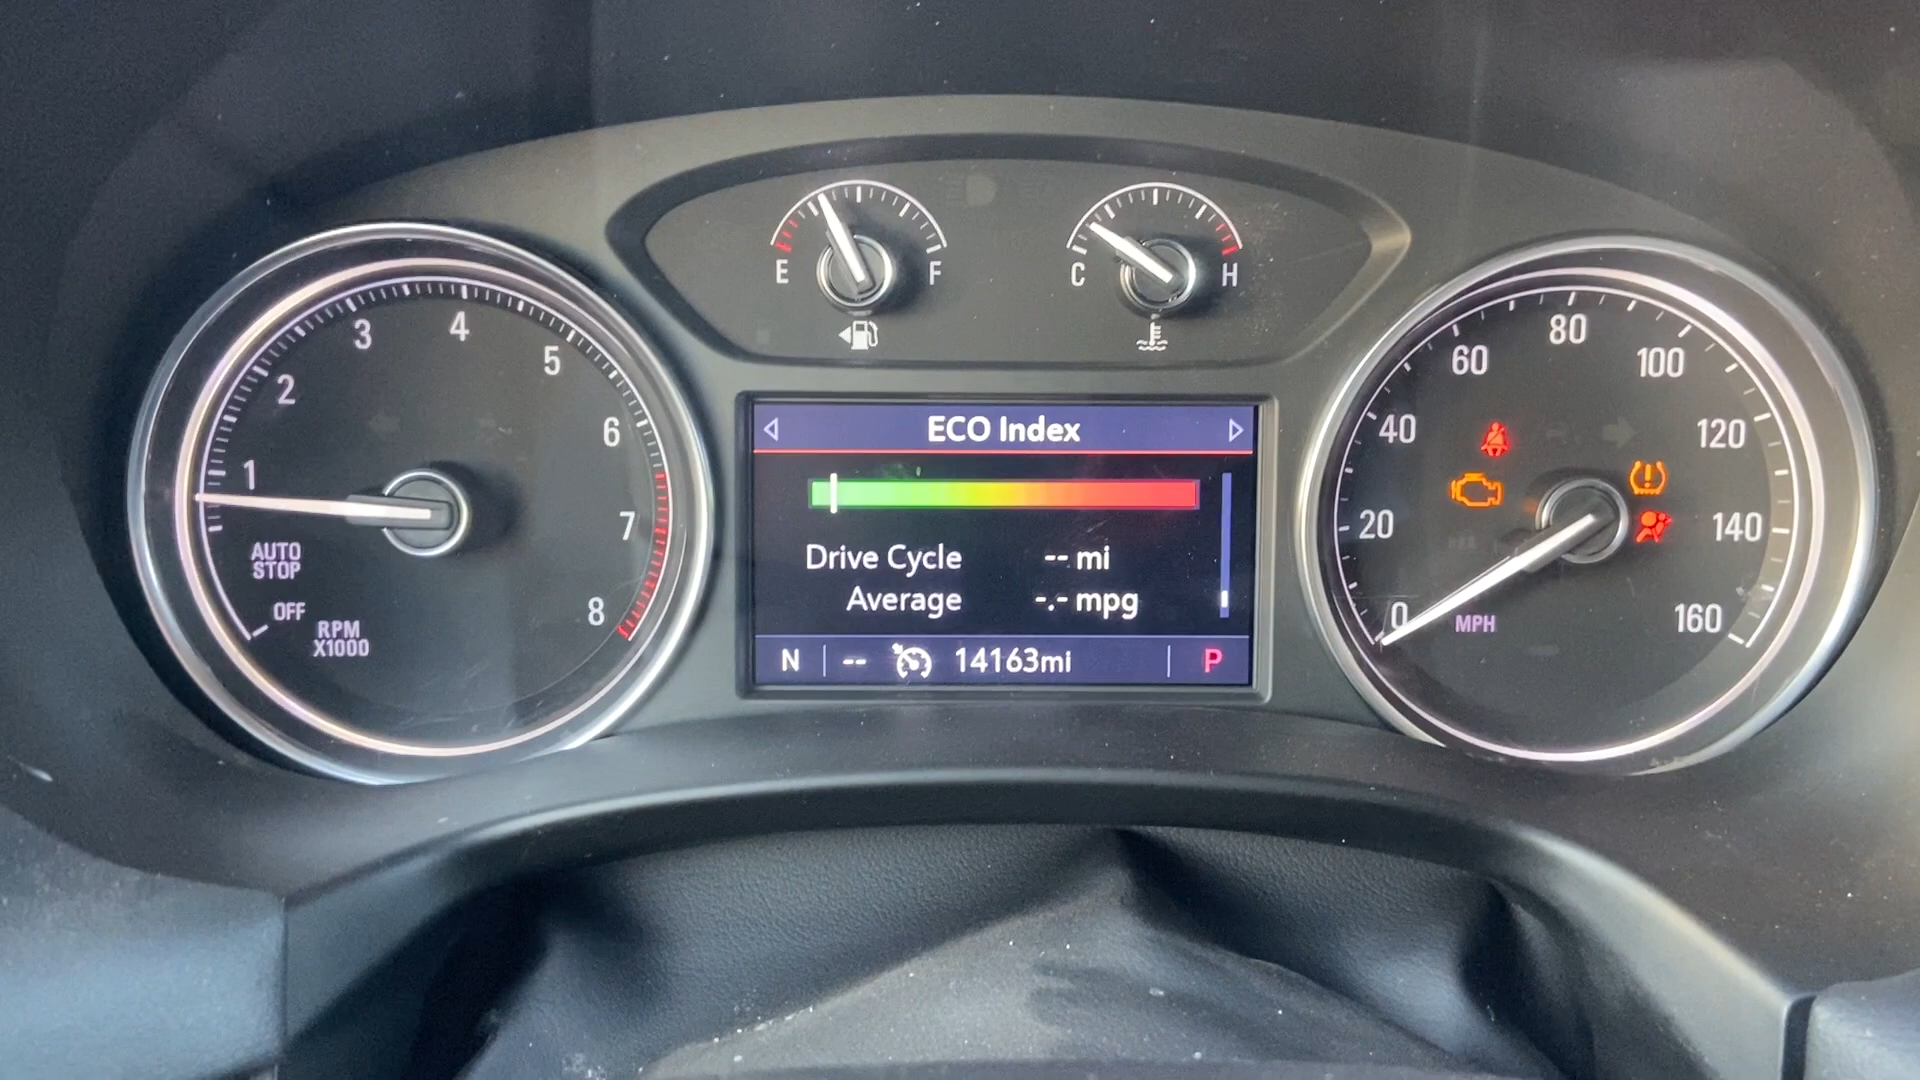 E
F
C
H
1
2
3
4
5
6
7
8
AUTO
STOP
OFF
RPM
X1000
ECO Index
Drive Cycle -- mi
Average -.- mpg
N -- 14163mi P
0
20
40
60
80
100
120
140
160
MPH